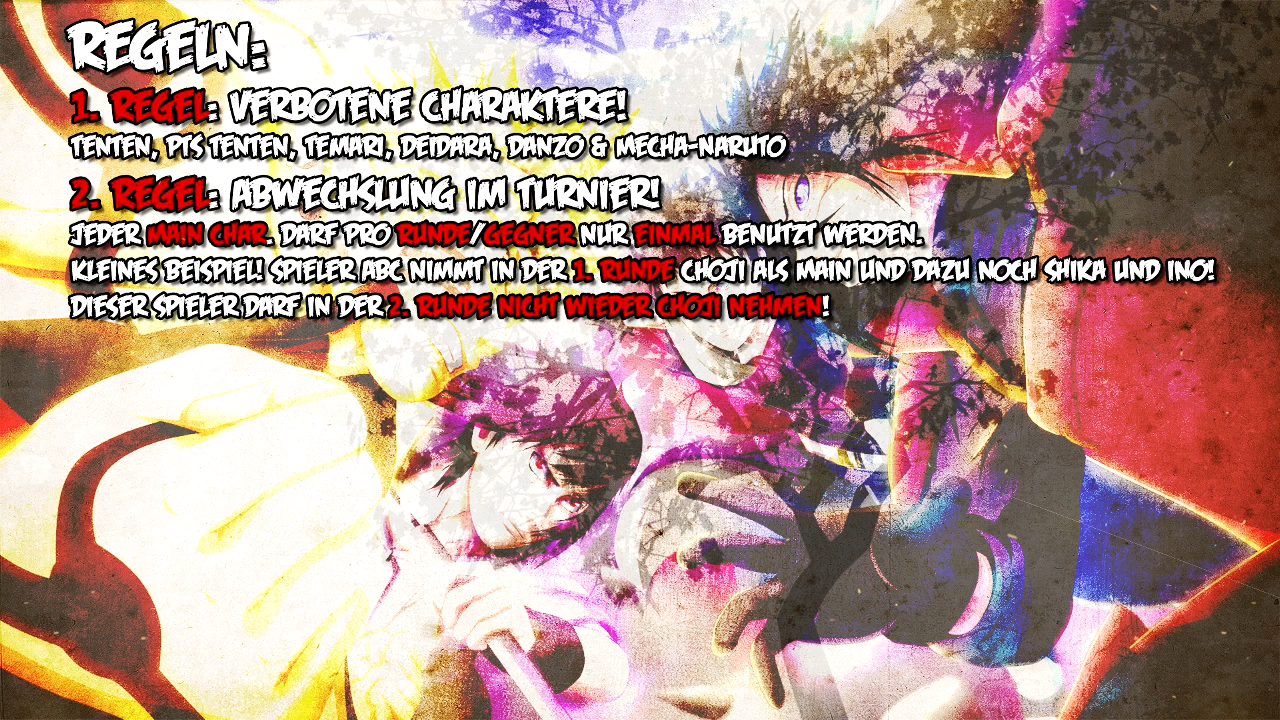 REGELN:
1. REGEL: VERBOTENE CHARAKTERE!
TENTEN, PTS TENTEN, TEMARI, DEIDARA, DANZO & MECHA-NARUTO
2. REGEL: ABWECHSLUNG IM TURNIER!
JEDER MAIN CHAR. DARF PRO RUNDE/GEGNER NUR EINMAL BENUTZT WERDEN.
KLEINES BEISPIEL! SPIELER ABC NIMMT IN DER 1. RUNDE CHOJI ALS MAIN UND DAZU NOCH SHIKA UND INO!
DIESER SPIELER DARF IN DER 2. RUNDE NICHT WIEDER CHOJI NEHMEN!